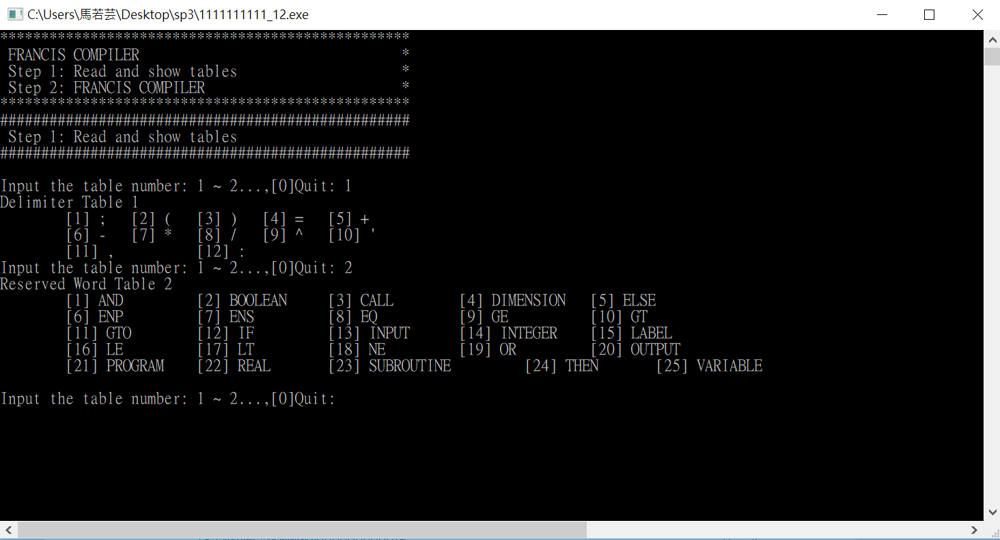 C:\Users\馬若芸\Desktop\sp3\1111111111_12.exe
**************************************************
 FRANCIS COMPILER                                *
 Step 1: Read and show tables                    *
 Step 2: FRANCIS COMPILER                        *
**************************************************
##################################################
 Step 1: Read and show tables
##################################################
Input the table number: 1 ~ 2...,[0]Quit: 1
Delimiter Table 1
        [1] ;   [2] (   [3] )   [4] =   [5] +
        [6] -   [7] *   [8] /   [9] ^   [10] '
        [11] ,          [12] :
Input the table number: 1 ~ 2...,[0]Quit: 2
Reserved Word Table 2
        [1] AND         [2] BOOLEAN     [3] CALL        [4] DIMENSION   [5] ELSE
        [6] ENP         [7] ENS         [8] EQ          [9] GE          [10] GT
        [11] GTO        [12] IF         [13] INPUT      [14] INTEGER    [15] LABEL
        [16] LE         [17] LT         [18] NE         [19] OR         [20] OUTPUT
        [21] PROGRAM    [22] REAL       [23] SUBROUTINE         [24] THEN       [25] VARIABLE
Input the table number: 1 ~ 2...,[0]Quit: